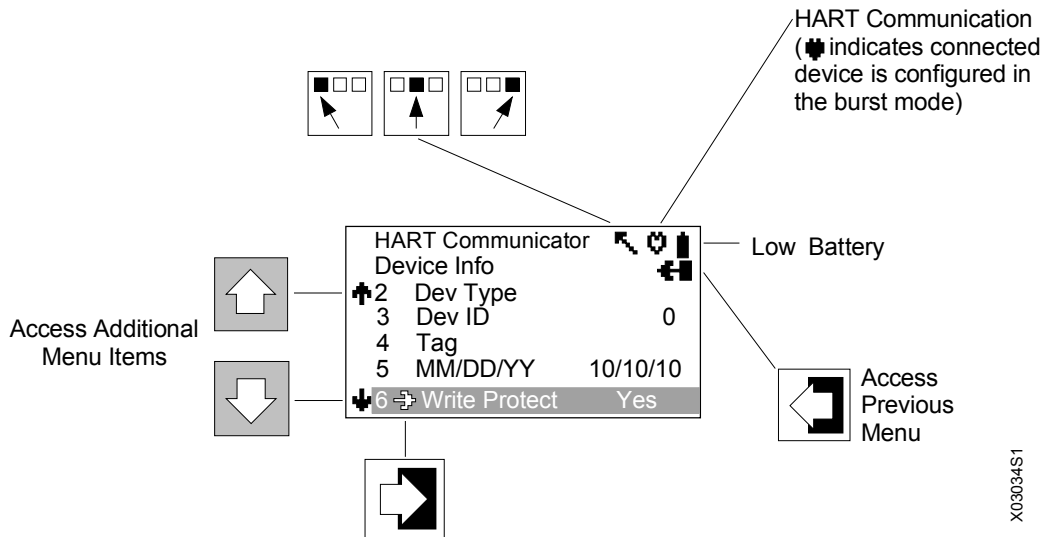 HART Communication
( indicates connected
device is configured in
the burst mode)
HART Communicator
Device Info
2 Dev Type
3 Dev ID 0
4 Tag
5 MM/DD/YY 10/10/10
6 Write Protect Yes
Low Battery
Access Additional
Menu Items
Access
Previous
Menu
X03034S1